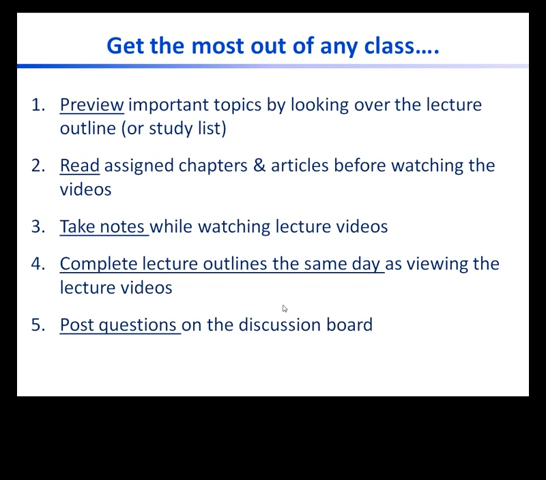 Get the most out of any class....
1. Preview important topics by looking over the lecture
outline (or study list)
2. Read assigned chapters & articles before watching the
videos
3. Take notes while watching lecture videos
4. Complete lecture outlines the same day as viewing the
lecture videos
5. Post questions on the discussion board